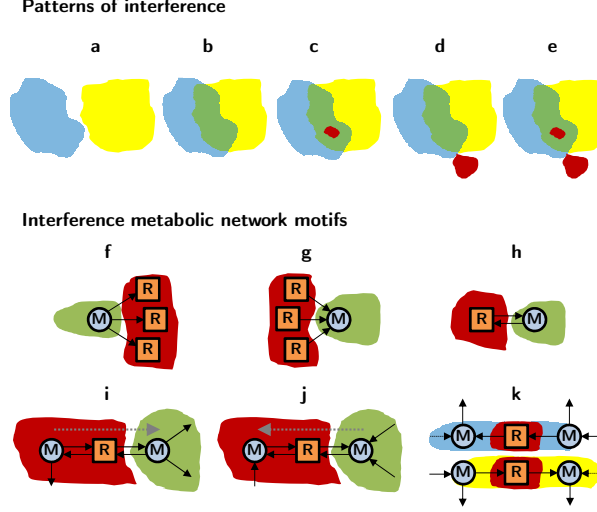 Patterns of interference
a b c d e
Interference metabolic network motifs
f g h
R R
M R R M R M
R R
i j k
M R M M R M M R M
M R M